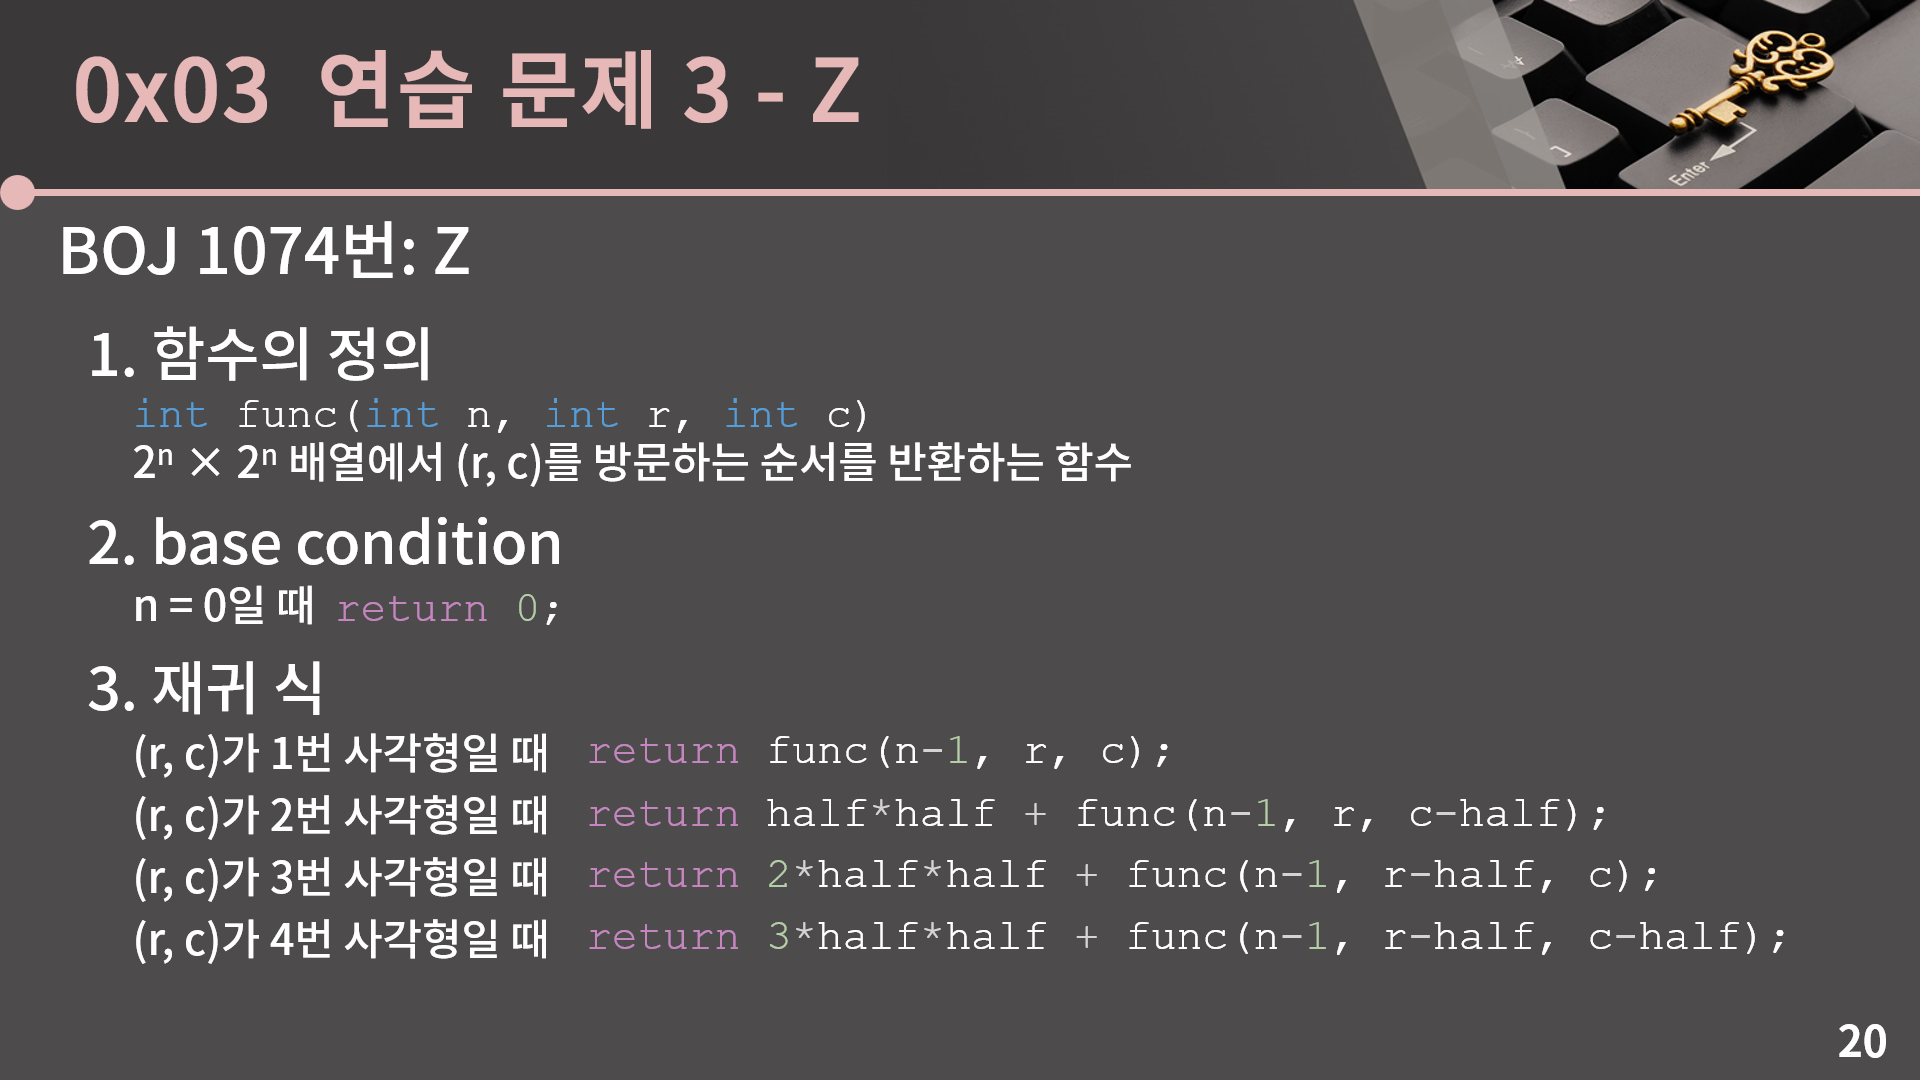 0x03 연습 문제 3 - Z
Enter
BOJ 1074번: Z
1. 함수의 정의
int func(int n, int r, int c)
2ⁿ × 2ⁿ 배열에서 (r, c)를 방문하는 순서를 반환하는 함수
2. base condition
n = 0일 때 return 0;
3. 재귀 식
(r, c)가 1번 사각형일 때 return func(n-1, r, c);
(r, c)가 2번 사각형일 때 return half*half + func(n-1, r, c-half);
(r, c)가 3번 사각형일 때 return 2*half*half + func(n-1, r-half, c);
(r, c)가 4번 사각형일 때 return 3*half*half + func(n-1, r-half, c-half);
20